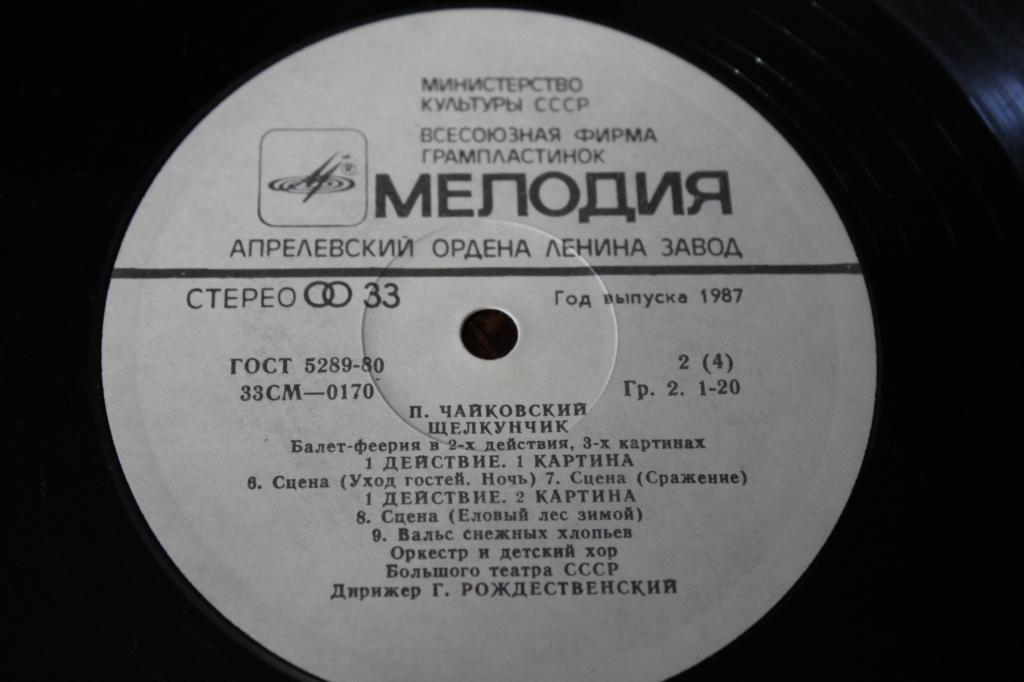 МИНИСТЕРСТВО
КУЛЬТУРЫ СССР
ВСЕСОЮЗНАЯ ФИРМА
ГРАМПЛАСТИНОК
МЕЛОДИЯ
АПРЕЛЕВСКИЙ ОРДЕНА ЛЕНИНА ЗАВОД
СТЕРЕО 33 Год выпуска 1987
ГОСТ 5289-80 2 (4)
33СМ—0170 Гр. 2. 1-20
П. ЧАЙКОВСКИЙ
ЩЕЛКУНЧИК
Балет-феерия в 2-х действия, 3-х картинах
1 ДЕЙСТВИЕ. 1 КАРТИНА
6. Сцена (Уход гостей. Ночь) 7. Сцена (Сражение)
1 ДЕЙСТВИЕ. 2 КАРТИНА
8. Сцена (Еловый лес зимой)
9. Вальс снежных хлопьев
Оркестр и детский хор
Большого театра СССР
Дирижер Г. РОЖДЕСТВЕНСКИЙ